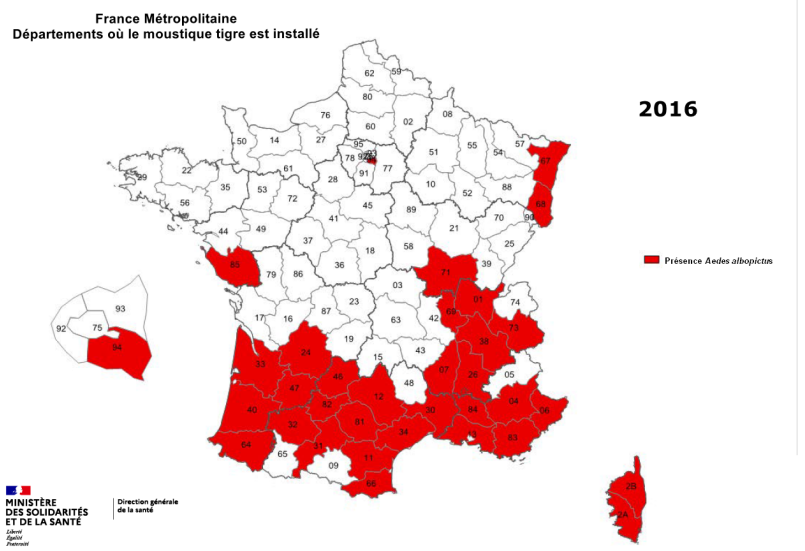 France Métropolitaine
Départements où le moustique tigre est installé
2016
Présence Aedes albopictus
62 59
80
76 60 02 08
50 14 27 95 93
57
67
51 55 54
78 77
61 91
22 29
35 53 28
10 88 68
56 72 52
45
41 89 70 90
44 49 21
37 58 25
18
85 79 86 36 71 39
03
01 74
17 16 87 23 63 42 69 73
19 38
43
24 15 07 26 05
33
46 48
47 12
40 82 30 84 04 06
32 81 34 13 83
64 31
65 09 11
66
93
92 75
94
2B
2A
MINISTÈRE
DES SOLIDARITÉS
ET DE LA SANTÉ
Liberté
Égalité
Fraternité
Direction générale
de la santé